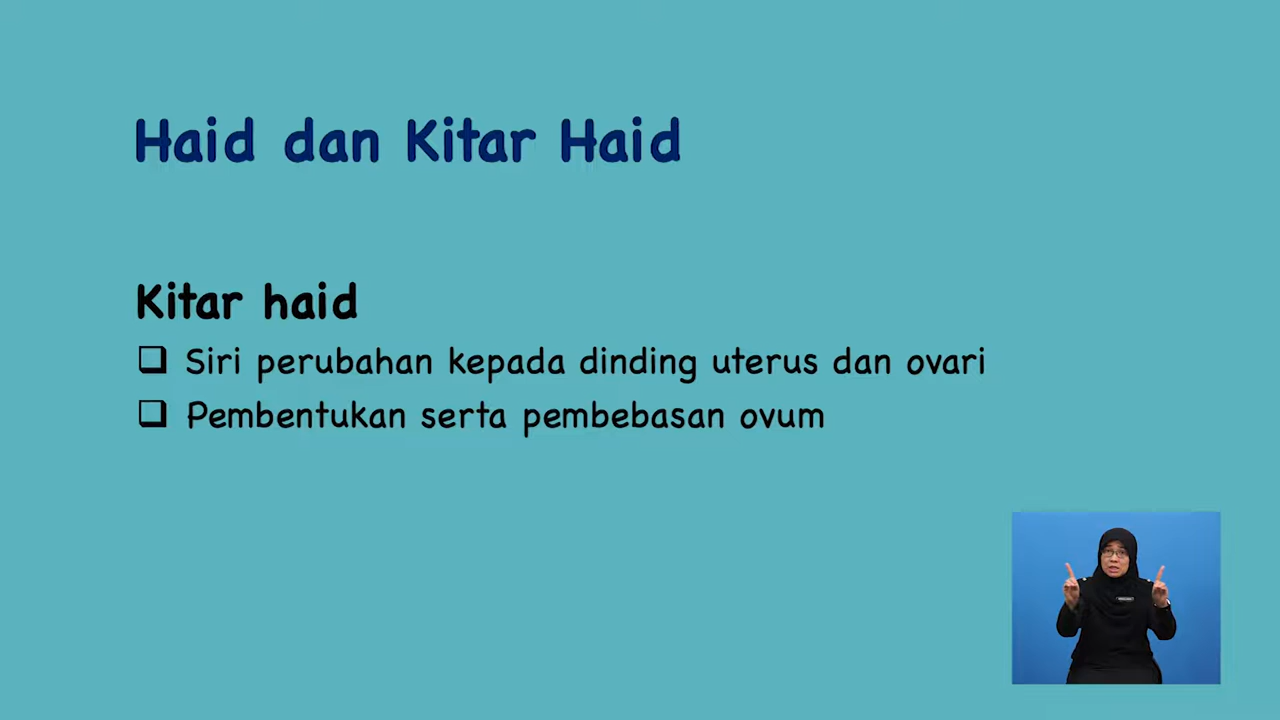 Haid dan Kitar Haid
Kitar haid
❑ Siri perubahan kepada dinding uterus dan ovari
❑ Pembentukan serta pembebasan ovum